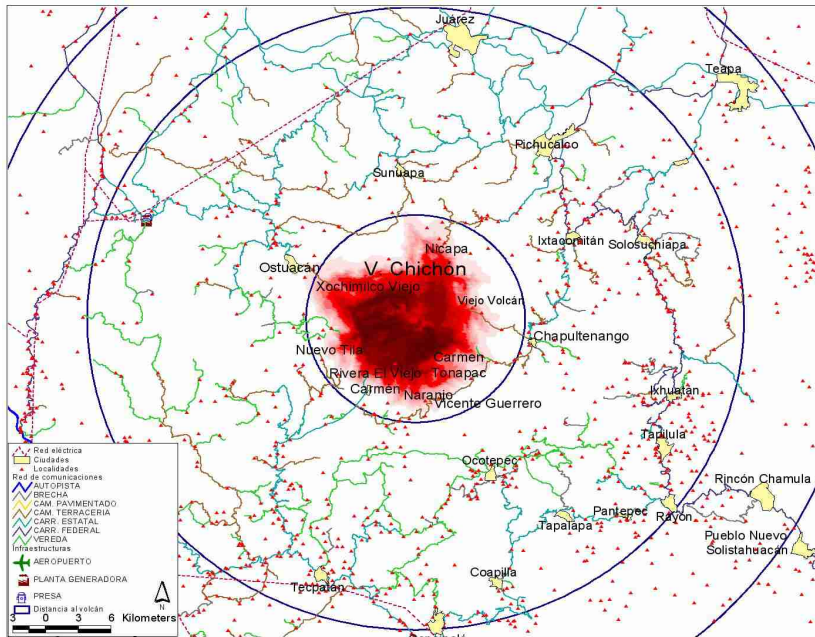 Juárez
Teapa
Pichucalco
Sunuapa
Nicapa
Ixtacomitán
Solosuchiapa
Ostuacán
V. Chichón
Xochimilco Viejo
Viejo Volcán
Chapultenango
Nuevo Tila
Carmen
Tonapac
Rivera El Viejo
Carmen
Naranjo
Vicente Guerrero
Ixhuatán
Tapilula
Ocotepec
Rincón Chamula
Tapalapa
Pantepec
Rayón
Pueblo Nuevo
Solistahuacán
Coapilla
Tecpatán
Red eléctrica
Ciudades
Localidades
Red de comunicaciones
AUTOPISTA
BRECHA
CAM. PAVIMENTADO
CAM. TERRACERIA
CARR. ESTATAL
CARR. FEDERAL
VEREDA
Infraestructuras
AEROPUERTO
PLANTA GENERADORA
PRESA
Distancia al volcán
N
3 0 3 6 Kilometers